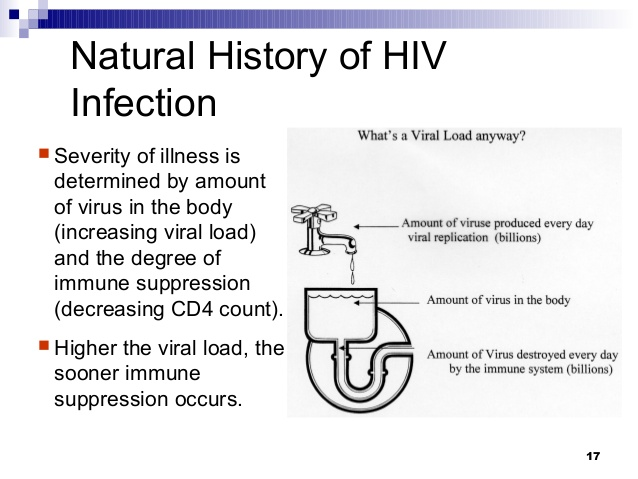 Natural History of HIV
Infection
Severity of illness is
determined by amount
of virus in the body
(increasing viral load)
and the degree of
immune suppression
(decreasing CD4 count).
Higher the viral load, the
sooner immune
suppression occurs.
What's a Viral Load anyway?
Amount of viruse produced every day
viral replication (billions)
Amount of virus in the body
Amount of Virus destroyed every day
by the immune system (billions)
17